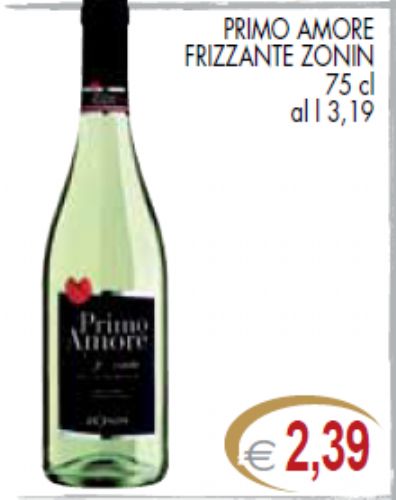 PRIMO AMORE
FRIZZANTE ZONIN
75 cl
al l 3,19
Primo
Amore
ZONIN
€ 2,39